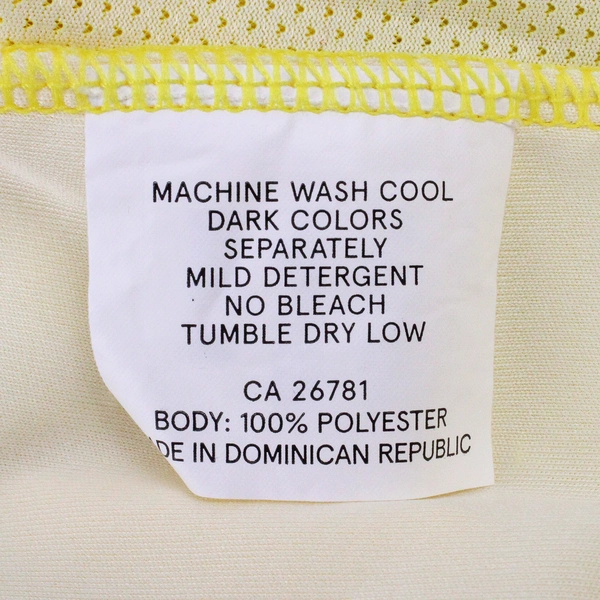 MACHINE WASH COOL
DARK COLORS
SEPARATELY
MILD DETERGENT
NO BLEACH
TUMBLE DRY LOW
CA 26781
BODY: 100% POLYESTER
DE IN DOMINICAN REPUBLIC